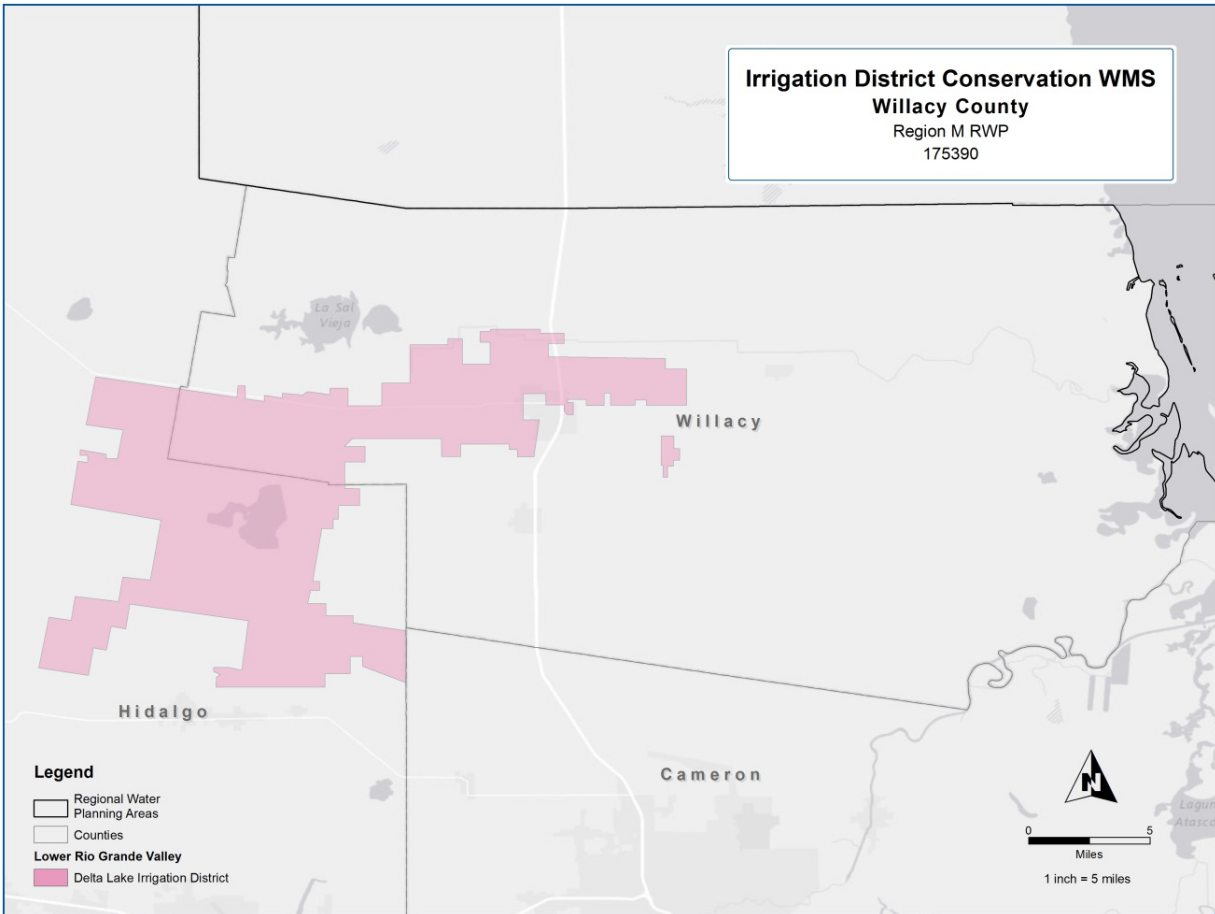 Irrigation District Conservation WMS
Willacy County
Region M RWP
175390
La Sal
Vieja
Willacy
Hidalgo
Cameron
Legend
Regional Water
Planning Areas
Counties
Lower Rio Grande Valley
Delta Lake Irrigation District
N
0 5
Miles
1 inch = 5 miles